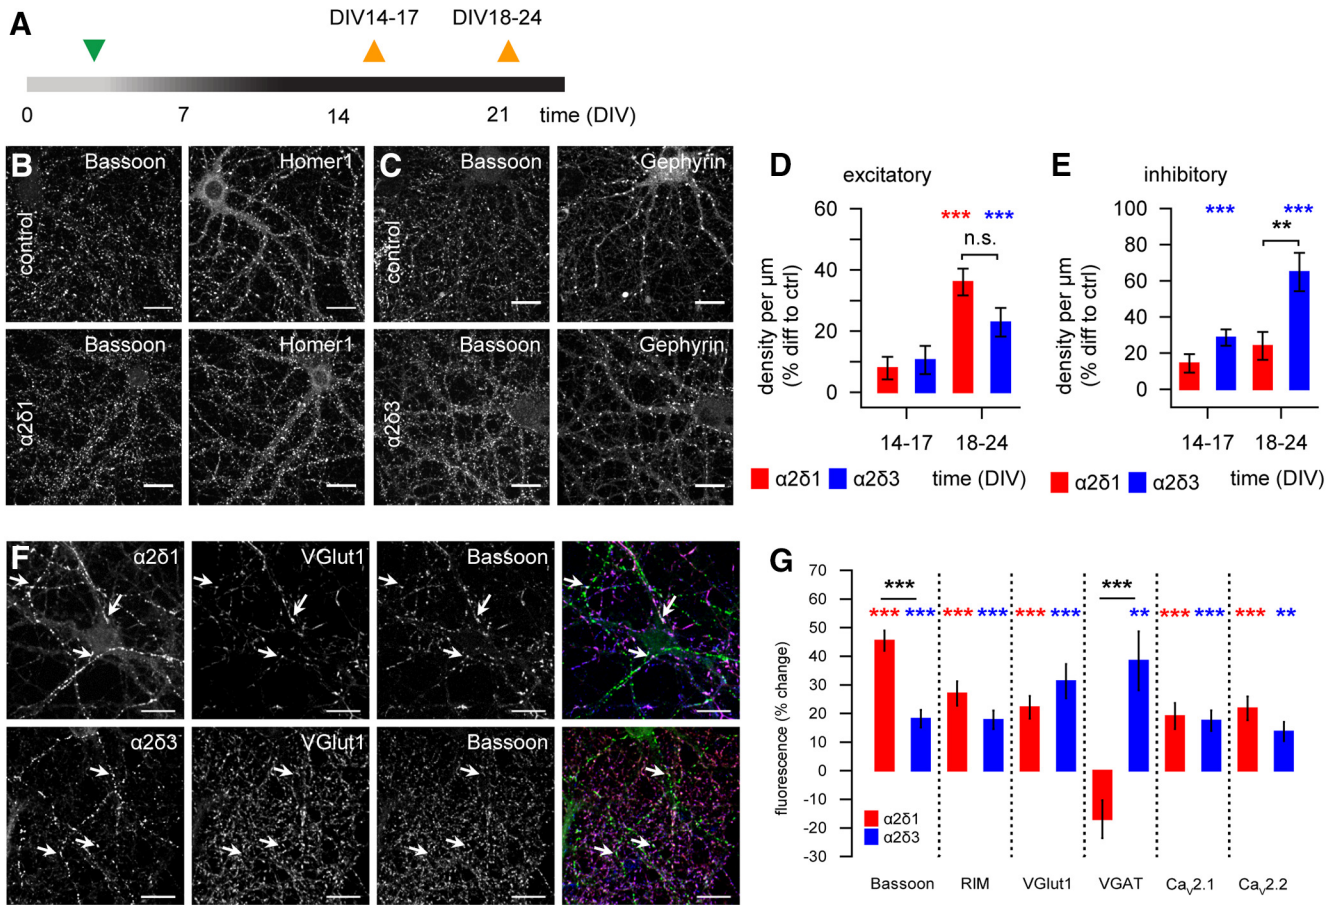 A
DIV14-17
DIV18-24
0
7
14
21
time (DIV)
B
Bassoon
Homer1
control
Bassoon
Homer1
α2δ1
C
Bassoon
Gephyrin
control
Bassoon
Gephyrin
α2δ3
D
excitatory
density per µm
(% diff to ctrl)
60
40
20
0
*** ***
n.s.
14-17
18-24
α2δ1
α2δ3
time (DIV)
E
inhibitory
density per µm
(% diff to ctrl)
100
80
60
40
20
0
*** ***
**
14-17
18-24
α2δ1
α2δ3
time (DIV)
F
α2δ1
VGlut1
Bassoon
α2δ3
VGlut1
Bassoon
G
fluorescence (% change)
70
60
50
40
30
20
10
0
-10
-20
-30
*** ***
*** *** *** *** *** *** *** ** *** *** *** **
α2δ1
α2δ3
Bassoon
RIM
VGlut1
VGAT
CaV2.1
CaV2.2